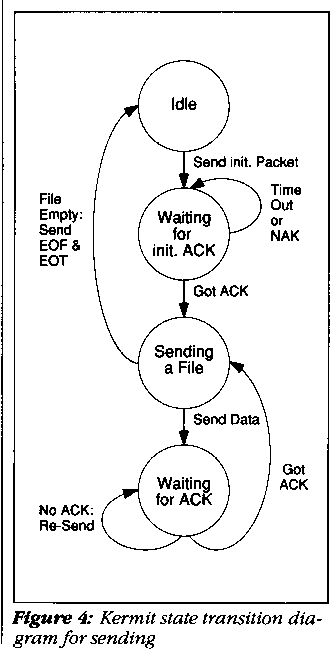 Idle
Send init. Packet
File
Empty:
Send
EOF &
EOT
Waiting
for
init. ACK
Time
Out
or
NAK
Got ACK
Sending
a File
Send Data
Waiting
for ACK
No ACK:
Re-Send
Got
ACK
Figure 4: Kermit state transition dia-
gram for sending